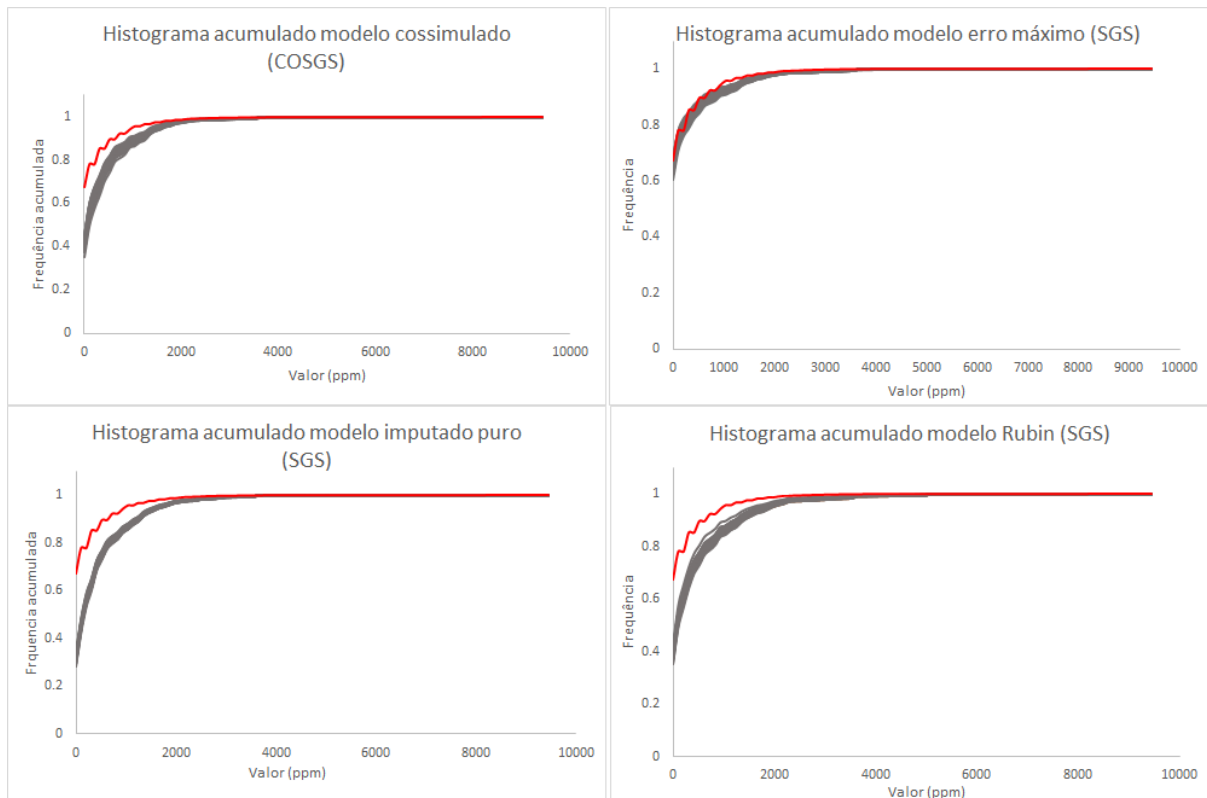 Histograma acumulado modelo cossimulado
(COSGS)
Frequência acumulada
1
0.8
0.6
0.4
0.2
0
0 2000 4000 6000 8000 10000
Valor (ppm)
Histograma acumulado modelo erro máximo (SGS)
Frequência
1
0.8
0.6
0.4
0.2
0
0 1000 2000 3000 4000 5000 6000 7000 8000 9000 10000
Valor (ppm)
Histograma acumulado modelo imputado puro
(SGS)
Frquencia acumulada
1
0.8
0.6
0.4
0.2
0
0 2000 4000 6000 8000 10000
Valor (ppm)
Histograma acumulado modelo Rubin (SGS)
Frequência
1
0.8
0.6
0.4
0.2
0
0 2000 4000 6000 8000 10000
Valor (ppm)